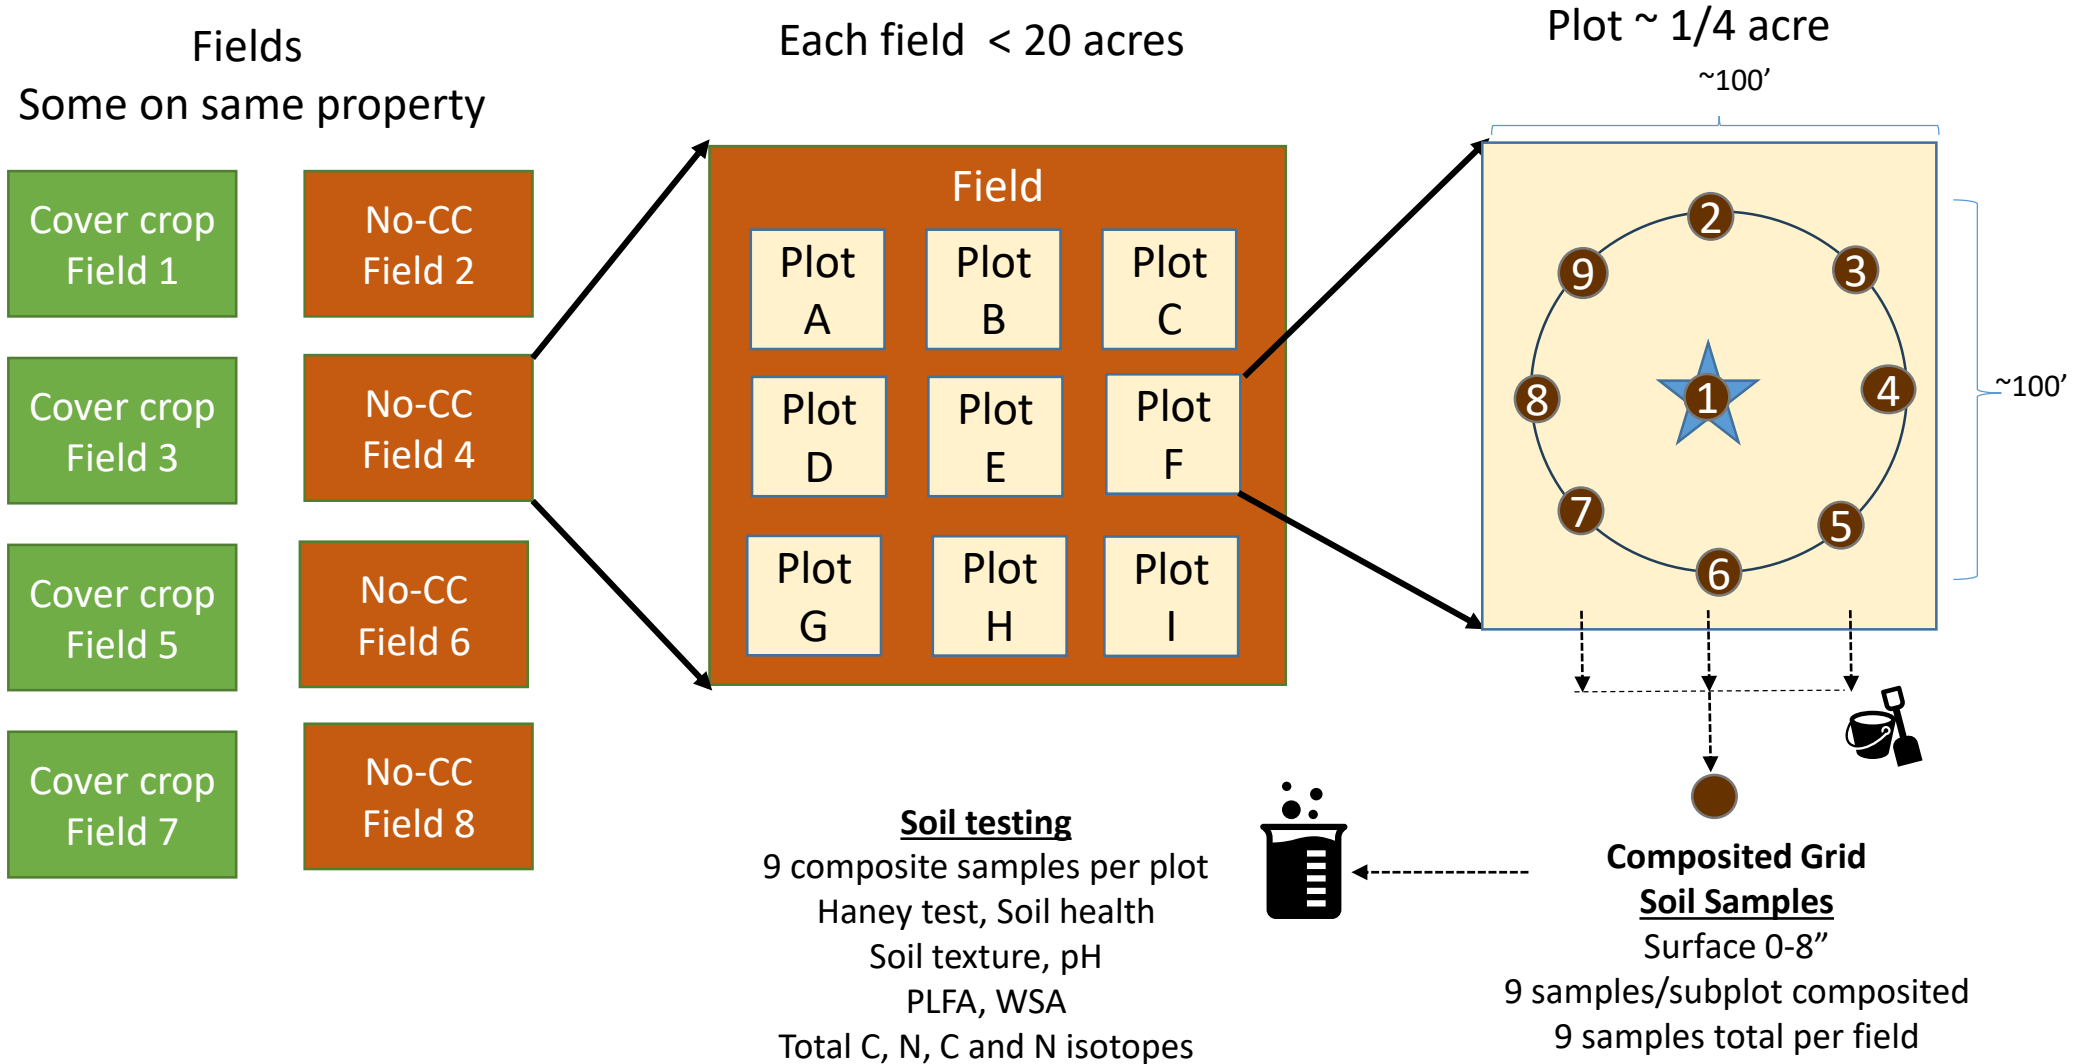 Fields
Some on same property
Cover crop
Field 1
No-CC
Field 2
Cover crop
Field 3
No-CC
Field 4
Cover crop
Field 5
No-CC
Field 6
Cover crop
Field 7
No-CC
Field 8
Each field < 20 acres
Field
Plot
A
Plot
B
Plot
C
Plot
D
Plot
E
Plot
F
Plot
G
Plot
H
Plot
I
Plot ~ 1/4 acre
~100’
2
9
3
8
1
4
~100’
7
5
6
Soil testing
9 composite samples per plot
Haney test, Soil health
Soil texture, pH
PLFA, WSA
Total C, N, C and N isotopes
Composited Grid
Soil Samples
Surface 0-8”
9 samples/subplot composited
9 samples total per field